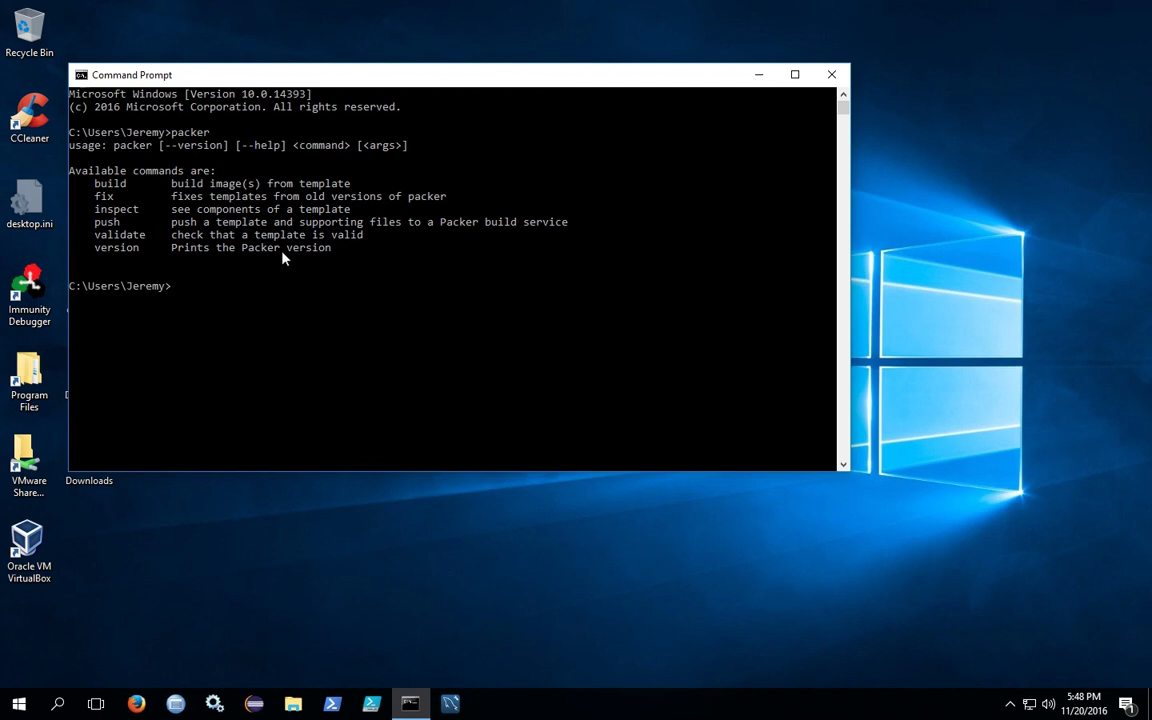 Recycle Bin
CCleaner
desktop.ini
Immunity
Debugger
Program
Files
VMware
Share...
Downloads
Oracle VM
VirtualBox
Command Prompt
Microsoft Windows [Version 10.0.14393]
(c) 2016 Microsoft Corporation. All rights reserved.
C:\Users\Jeremy>packer
usage: packer [--version] [--help] <command> [<args>]
Available commands are:
build build image(s) from template
fix fixes templates from old versions of packer
inspect see components of a template
push push a template and supporting files to a Packer build service
validate check that a template is valid
version Prints the Packer version
C:\Users\Jeremy>
5:48 PM
11/20/2016
1